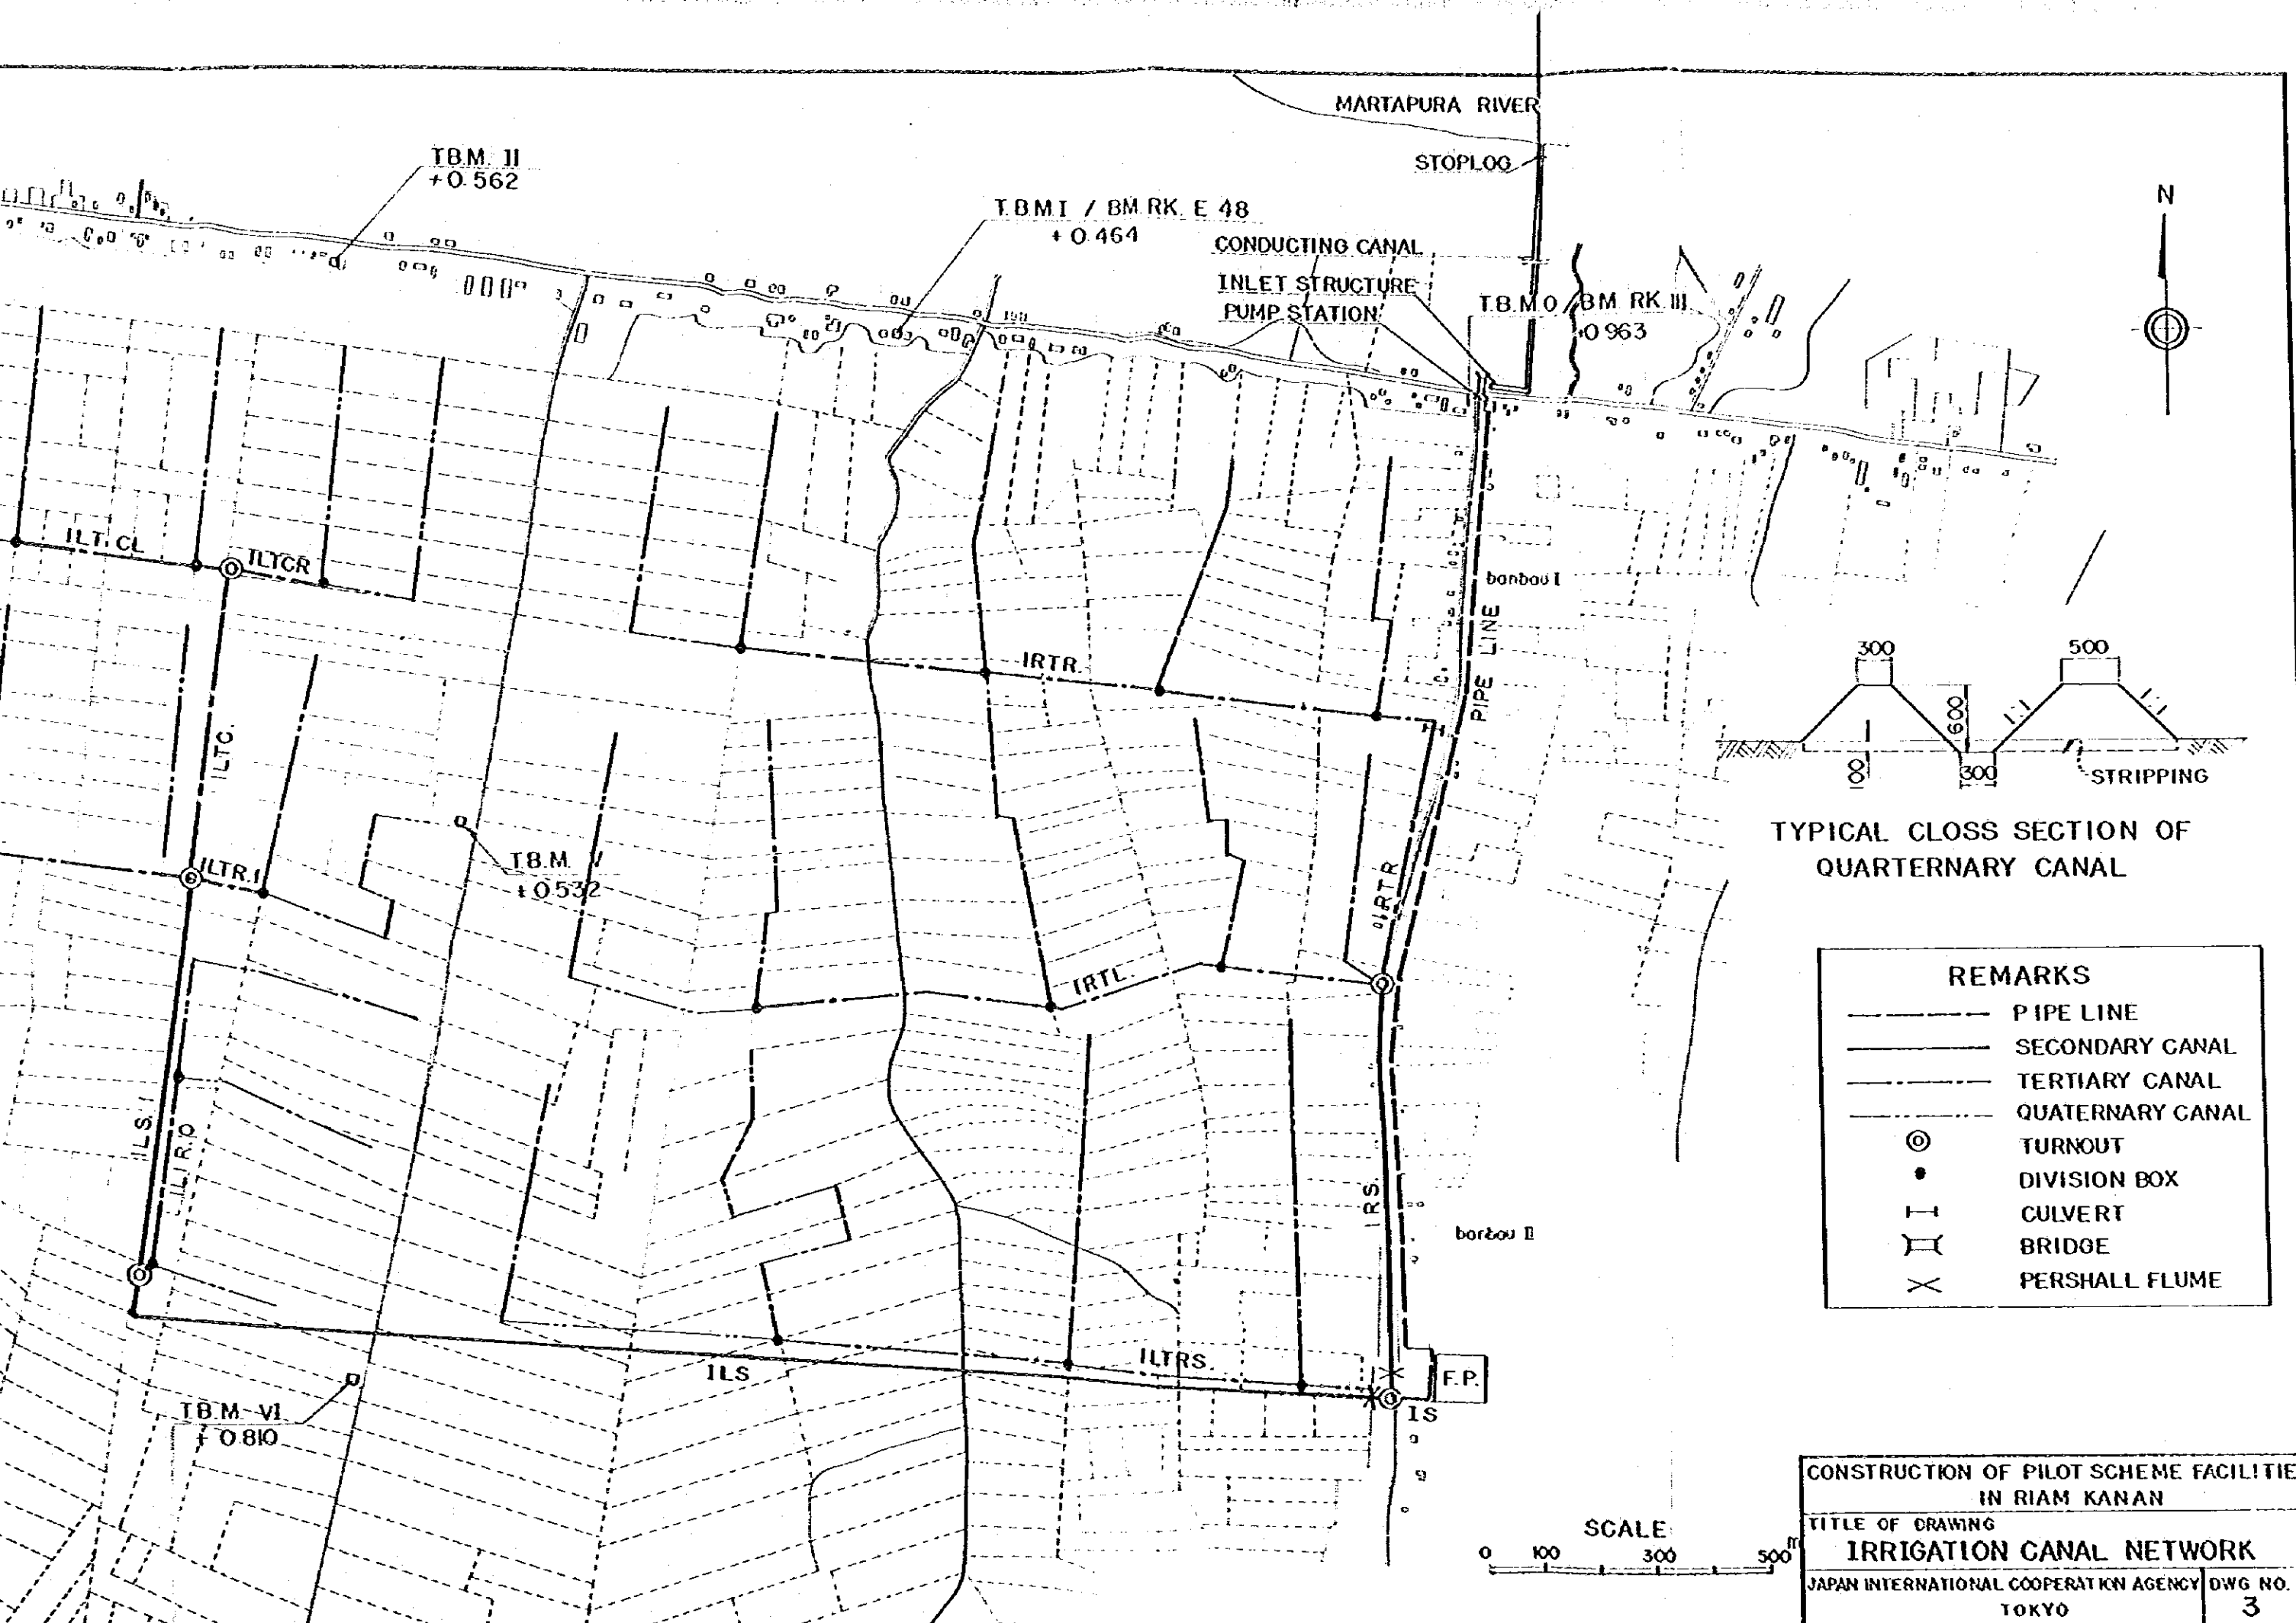 MARTAPURA RIVER
STOPLOG
T.B.M. II
+0.562
T.B.M.I / BM.RK. E 48
+0.464
CONDUCTING CANAL
INLET STRUCTURE
PUMP STATION
T.B.M.O / BM RK. III
0.963
N
ILT. CL
ILTCR
banbau I
PIPE LINE
IRTR.
ILTC.
300
500
600
1:1
1:1
100
300
STRIPPING
TYPICAL CLOSS SECTION OF
QUARTERNARY CANAL
ILTR.I
T.B.M. V
+0.532
IRTR
IRTL.
REMARKS
PIPE LINE
SECONDARY CANAL
TERTIARY CANAL
QUATERNARY CANAL
TURNOUT
DIVISION BOX
CULVERT
BRIDGE
PERSHALL FLUME
ILS.
IRS.
ILTRS.
ILS
F.P.
IS
T.B.M-VI
+ 0.810
SCALE
0 100 300 500m
CONSTRUCTION OF PILOT SCHEME FACILITIE
IN RIAM KANAN
TITLE OF DRAWING
IRRIGATION CANAL NETWORK
JAPAN INTERNATIONAL COOPERATION AGENCY
TOKYO
DWG NO.
3